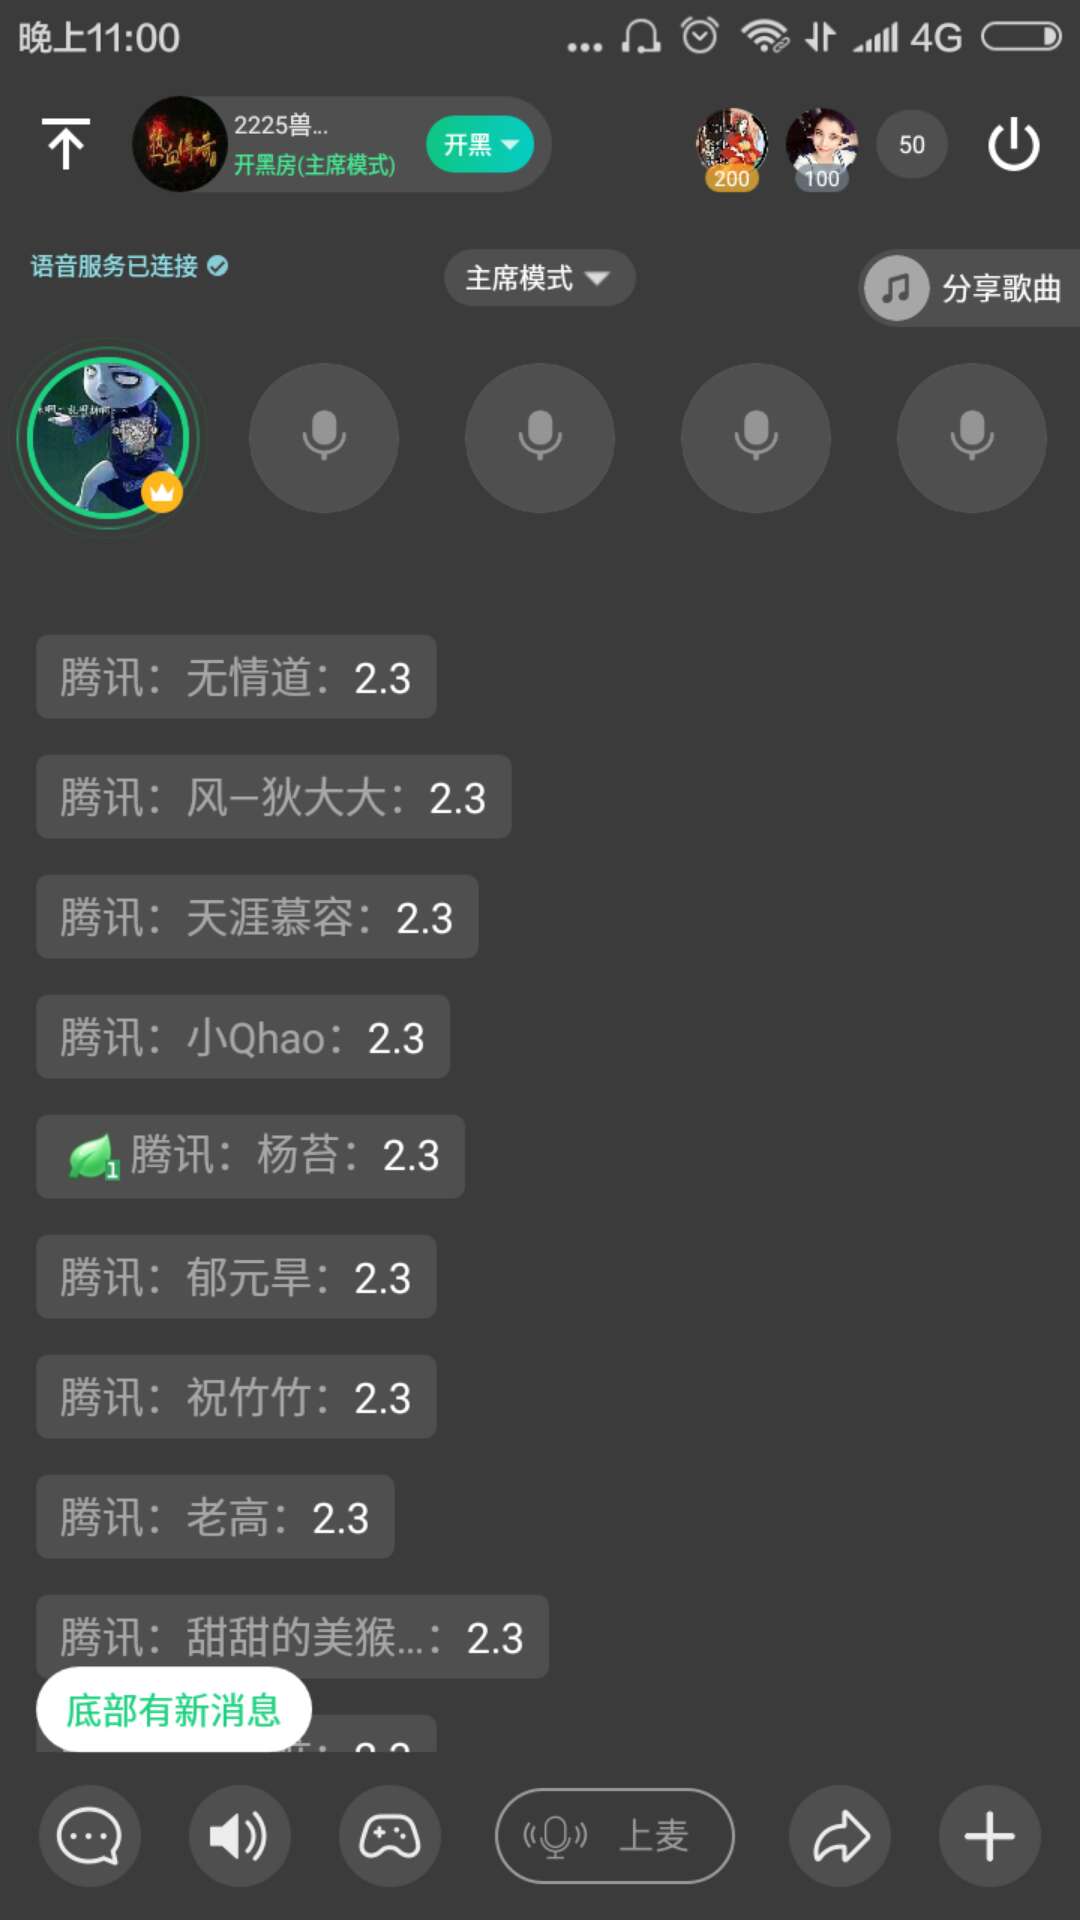 晚上11:00
4G
2225兽...
开黑房(主席模式)
开黑
200
100
50
语音服务已连接
主席模式
分享歌曲
腾讯：无情道：2.3
腾讯：风—狄大大：2.3
腾讯：天涯慕容：2.3
腾讯：小Qhao：2.3
1 腾讯：杨苔：2.3
腾讯：郁元旱：2.3
腾讯：祝竹竹：2.3
腾讯：老高：2.3
腾讯：甜甜的美猴...：2.3
底部有新消息
上麦